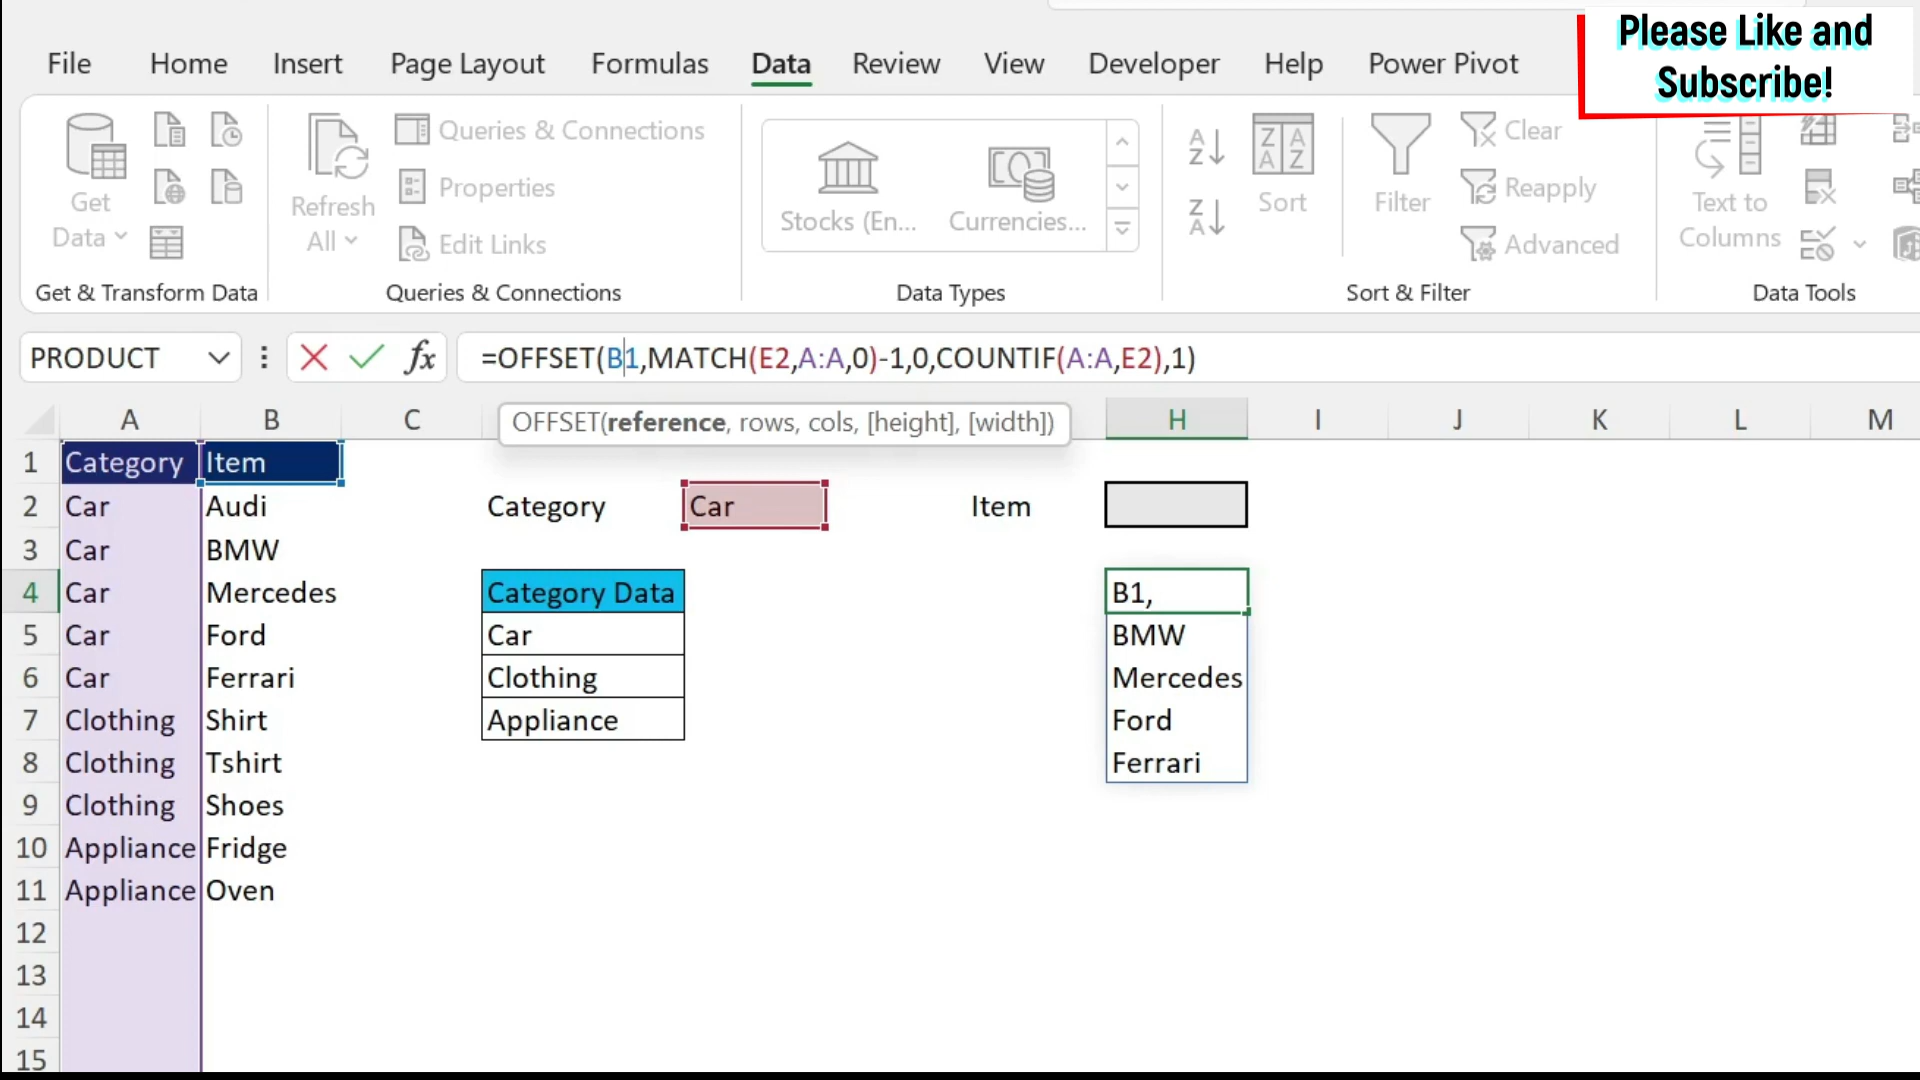 Please Like and
Subscribe!
File Home Insert Page Layout Formulas Data Review View Developer Help Power Pivot
Get
Data
Refresh
All
Queries & Connections
Properties
Edit Links
Stocks (En...
Currencies...
A
Z
Z
A
Z A
A Z
Sort
Filter
Clear
Reapply
Advanced
Text to
Columns
Get & Transform Data
Queries & Connections
Data Types
Sort & Filter
Data Tools
PRODUCT fx =OFFSET(B1,MATCH(E2,A:A,0)-1,0,COUNTIF(A:A,E2),1)
OFFSET(reference, rows, cols, [height], [width])
A B C H I J K L M
1 Category Item
2 Car Audi Category Car Item
3 Car BMW
4 Car Mercedes Category Data B1,
5 Car Ford Car BMW
6 Car Ferrari Clothing Mercedes
7 Clothing Shirt Appliance Ford
8 Clothing Tshirt Ferrari
9 Clothing Shoes
10 Appliance Fridge
11 Appliance Oven
12
13
14
15